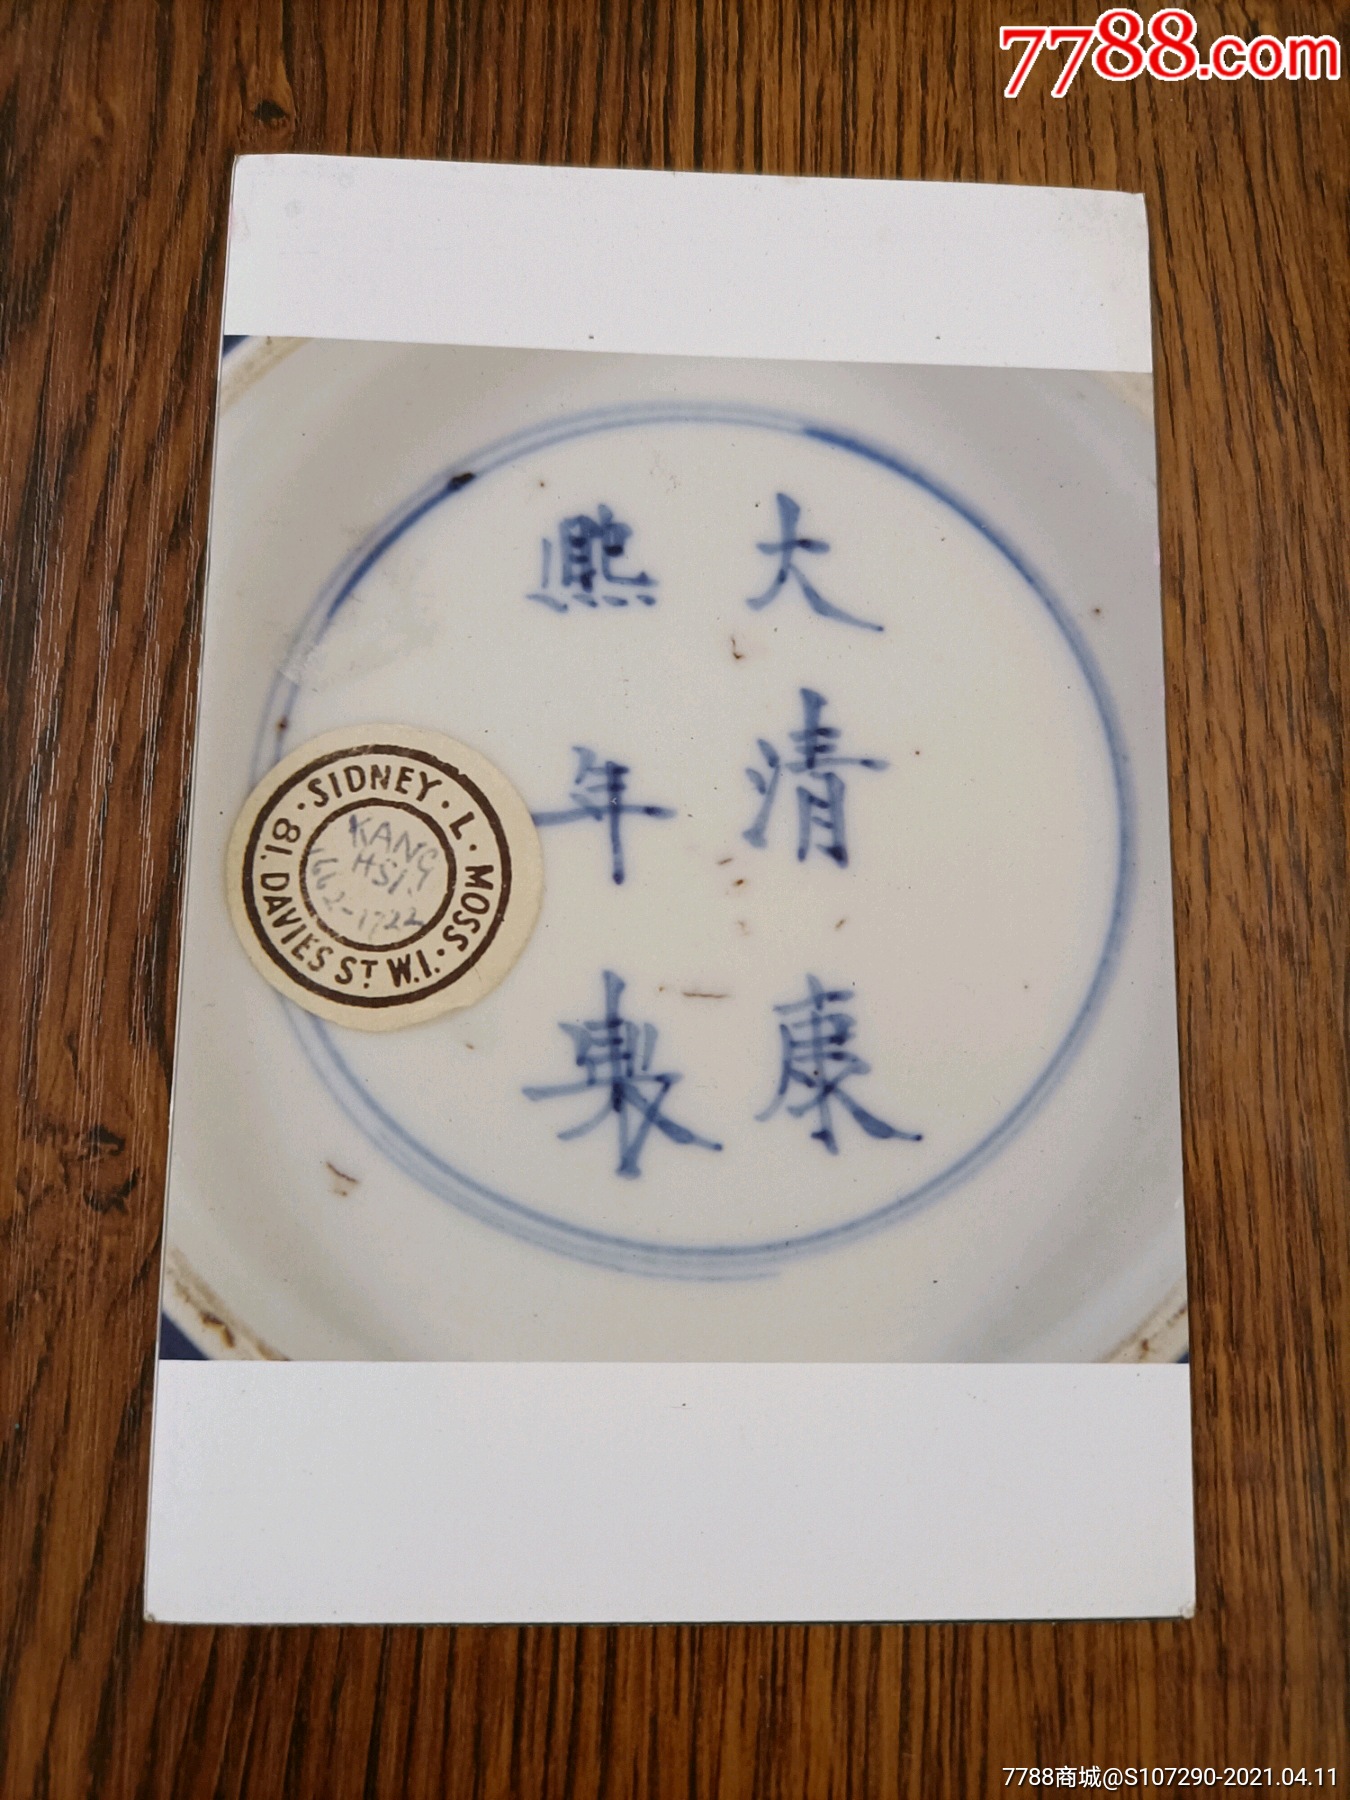 7788.com
大清康
熙年製
·SIDNEY·L·MOSS·
81. DAVIES ST W.1.
KANG
HSI.
1662-1722
7788商城@S107290-2021.04.11